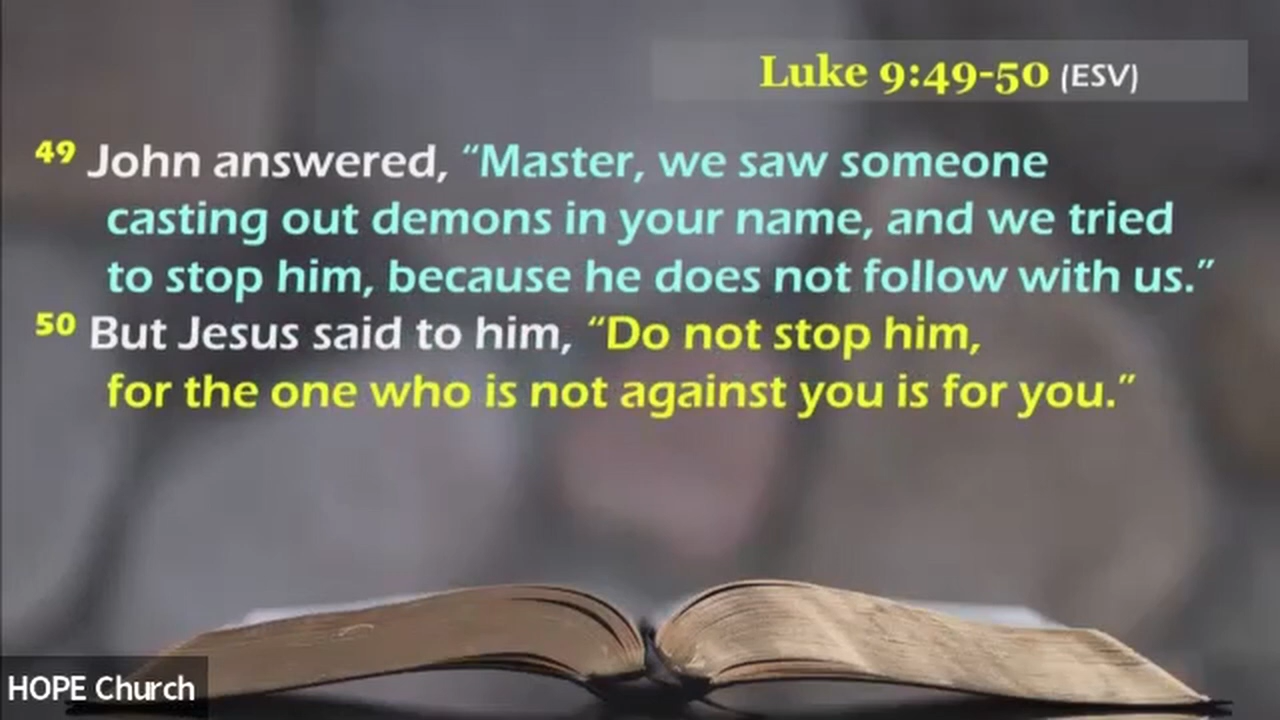 Luke 9:49-50 (ESV)
49 John answered, “Master, we saw someone
casting out demons in your name, and we tried
to stop him, because he does not follow with us.”
50 But Jesus said to him, “Do not stop him,
for the one who is not against you is for you.”
HOPE Church